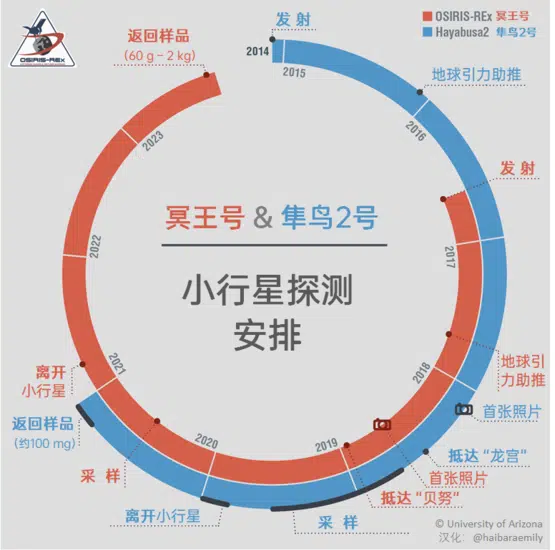 返回样品
(60 g – 2 kg)
发 射
OSIRIS-REx 冥王号
Hayabusa2 隼鸟2号
2014
2015
地球引力助推
OSIRIS-REx
2016
2023
发 射
冥王号 & 隼鸟2号
2022
2017
小行星探测
安排
地球引
力助推
2021
2018
离开
小行星
首张照片
返回样品
(约100 mg)
2020
2019
抵达 “龙宫”
采 样
首张照片
抵达 “贝努”
离开小行星
采 样
© University of Arizona
汉化：@haibaraemily